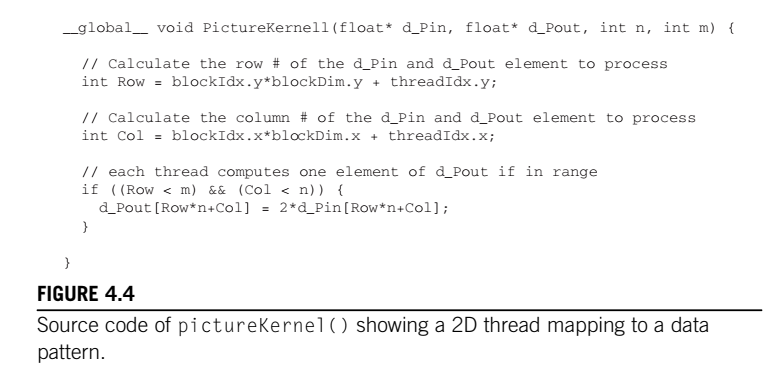 __global__ void PictureKernell(float* d_Pin, float* d_Pout, int n, int m) {
// Calculate the row # of the d_Pin and d_Pout element to process
int Row = blockIdx.y*blockDim.y + threadIdx.y;
// Calculate the column # of the d_Pin and d_Pout element to process
int Col = blockIdx.x*blockDim.x + threadIdx.x;
// each thread computes one element of d_Pout if in range
if ((Row < m) && (Col < n)) {
d_Pout[Row*n+Col] = 2*d_Pin[Row*n+Col];
}
}
FIGURE 4.4
Source code of pictureKernel() showing a 2D thread mapping to a data
pattern.